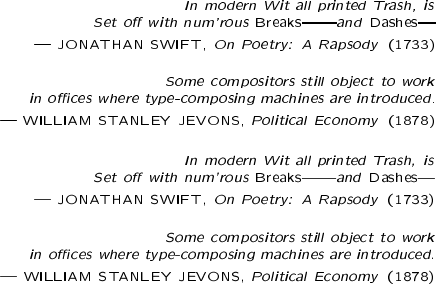 In modern Wit all printed Trash, is
Set off with num'rous Breaks⸺and Dashes—
— JONATHAN SWIFT, On Poetry: A Rapsody (1733)
Some compositors still object to work
in offices where type-composing machines are introduced.
— WILLIAM STANLEY JEVONS, Political Economy (1878)
In modern Wit all printed Trash, is
Set off with num'rous Breaks⸺and Dashes—
— JONATHAN SWIFT, On Poetry: A Rapsody (1733)
Some compositors still object to work
in offices where type-composing machines are introduced.
— WILLIAM STANLEY JEVONS, Political Economy (1878)